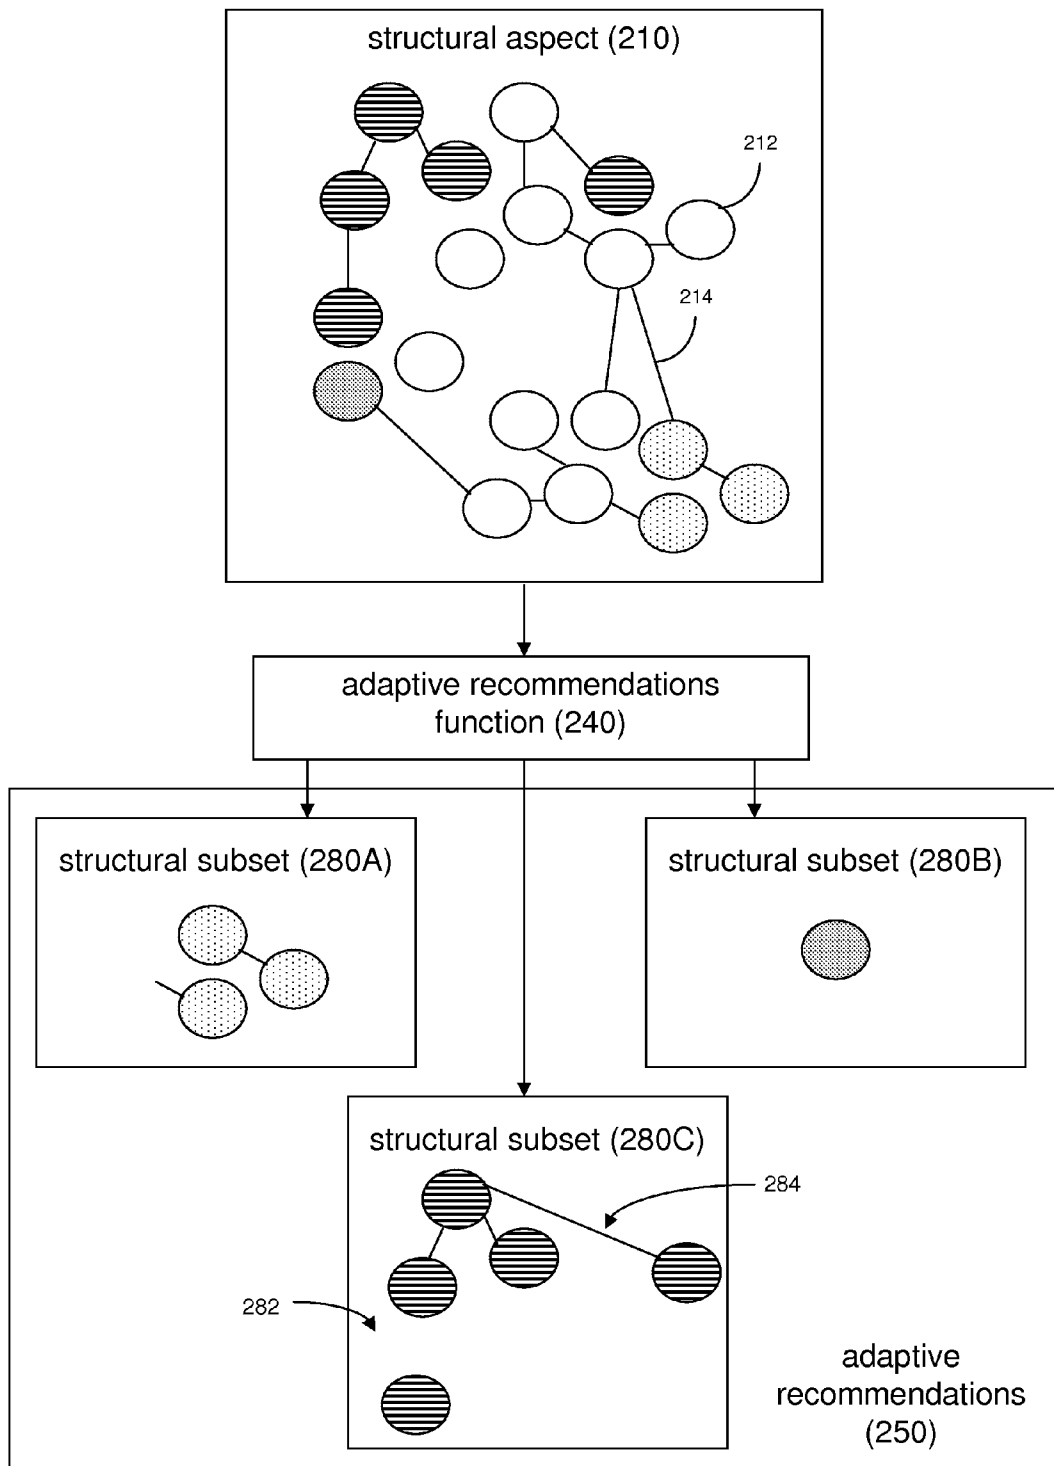 structural aspect (210)
212
214
adaptive recommendations
function (240)
structural subset (280A)
structural subset (280B)
structural subset (280C)
284
282
adaptive
recommendations
(250)